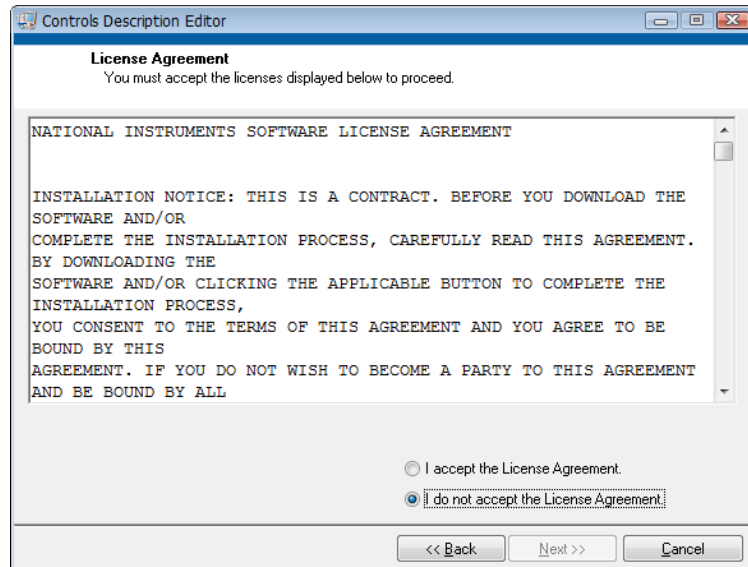 Controls Description Editor
License Agreement
You must accept the licenses displayed below to proceed.
NATIONAL INSTRUMENTS SOFTWARE LICENSE AGREEMENT
INSTALLATION NOTICE: THIS IS A CONTRACT. BEFORE YOU DOWNLOAD THE
SOFTWARE AND/OR
COMPLETE THE INSTALLATION PROCESS, CAREFULLY READ THIS AGREEMENT.
BY DOWNLOADING THE
SOFTWARE AND/OR CLICKING THE APPLICABLE BUTTON TO COMPLETE THE
INSTALLATION PROCESS,
YOU CONSENT TO THE TERMS OF THIS AGREEMENT AND YOU AGREE TO BE
BOUND BY THIS
AGREEMENT. IF YOU DO NOT WISH TO BECOME A PARTY TO THIS AGREEMENT
AND BE BOUND BY ALL
I accept the License Agreement.
I do not accept the License Agreement.
<< Back Next >> Cancel